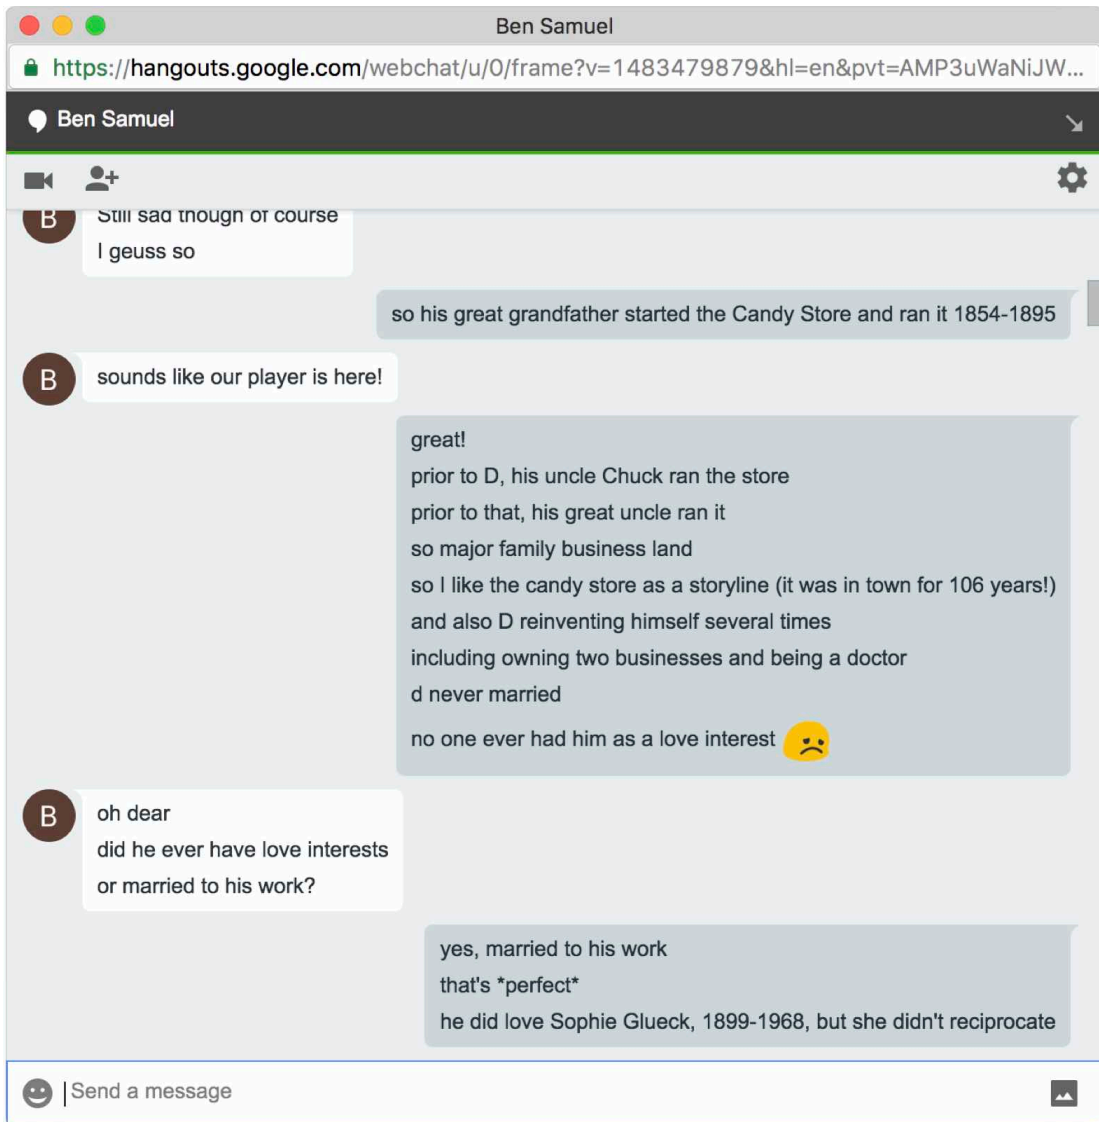 Ben Samuel
https://hangouts.google.com/webchat/u/0/frame?v=1483479879&hl=en&pvt=AMP3uWaNiJW...
Ben Samuel
B
Still sad though of course
I geuss so
so his great grandfather started the Candy Store and ran it 1854-1895
B
sounds like our player is here!
great!
prior to D, his uncle Chuck ran the store
prior to that, his great uncle ran it
so major family business land
so I like the candy store as a storyline (it was in town for 106 years!)
and also D reinventing himself several times
including owning two businesses and being a doctor
d never married
no one ever had him as a love interest
B
oh dear
did he ever have love interests
or married to his work?
yes, married to his work
that's *perfect*
he did love Sophie Glueck, 1899-1968, but she didn't reciprocate
Send a message